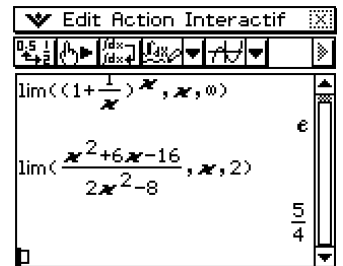 Edit Action Interactif
lim((1+1/x)^x,x,∞)
e
lim((x^2+6x-16)/(2x^2-8),x,2)
5/4